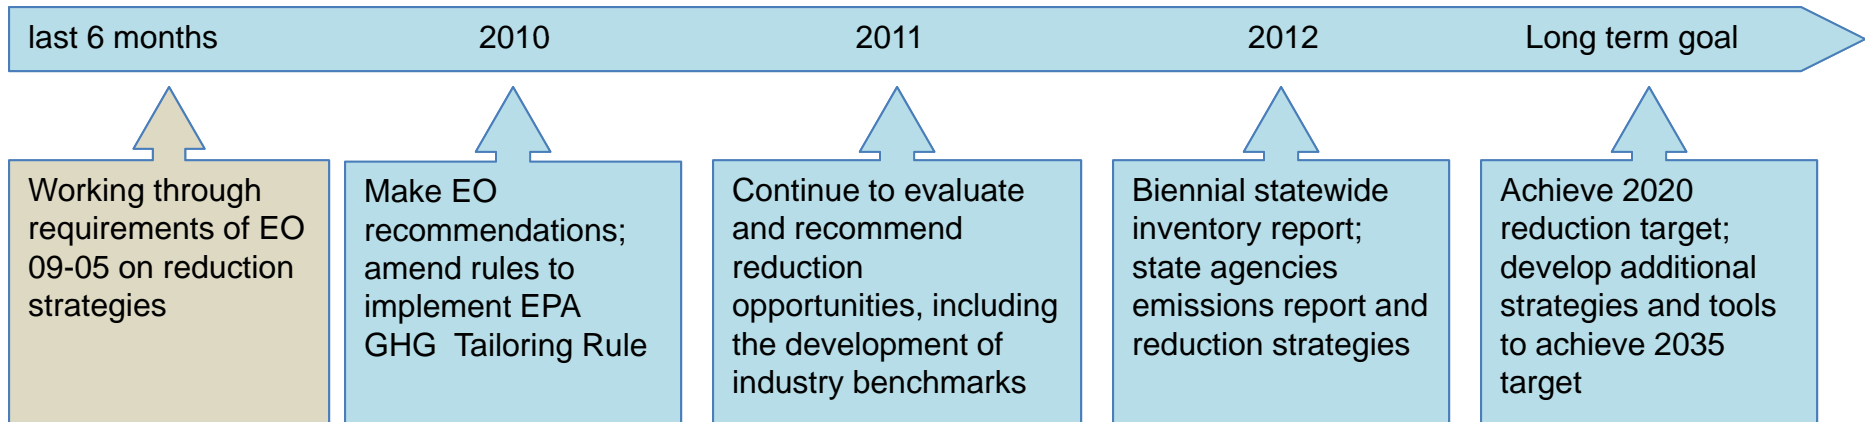 last 6 months
2010
2011
2012
Long term goal
Working through
requirements of EO
09-05 on reduction
strategies
Make EO
recommendations;
amend rules to
implement EPA
GHG  Tailoring Rule
Continue to evaluate
and recommend
reduction
opportunities, including
the development of
industry benchmarks
Biennial statewide
inventory report;
state agencies
emissions report and
reduction strategies
Achieve 2020
reduction target;
develop additional
strategies and tools
to achieve 2035
target